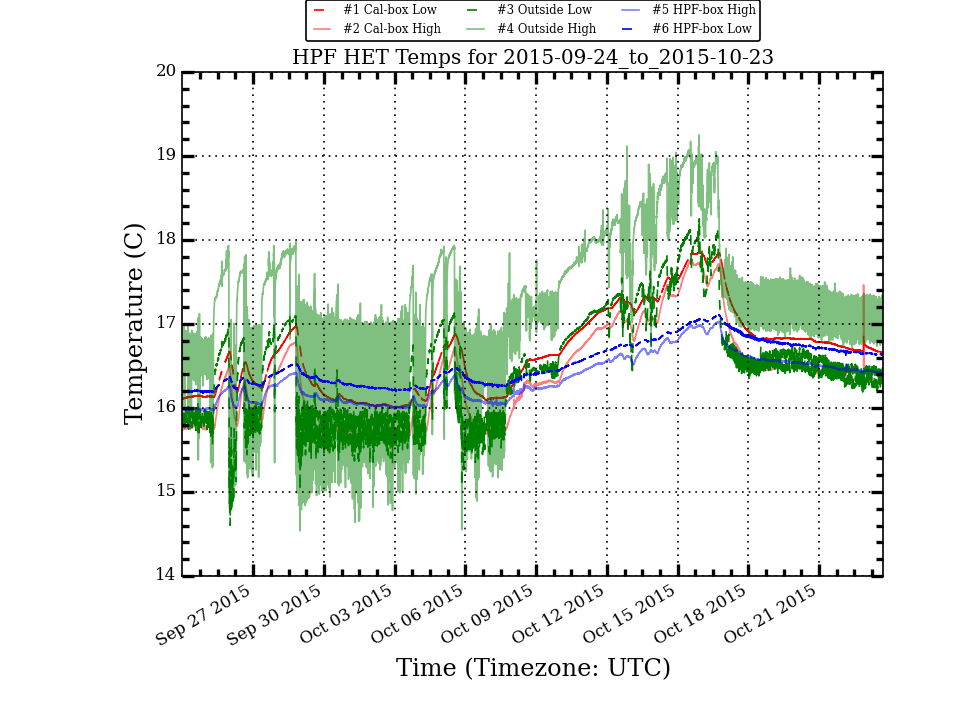 #1 Cal-box Low #3 Outside Low #5 HPF-box High
#2 Cal-box High #4 Outside High #6 HPF-box Low
HPF HET Temps for 2015-09-24_to_2015-10-23
20
19
18
17
16
15
14
Temperature (C)
Sep 27 2015
Sep 30 2015
Oct 03 2015
Oct 06 2015
Oct 09 2015
Oct 12 2015
Oct 15 2015
Oct 18 2015
Oct 21 2015
Time (Timezone: UTC)